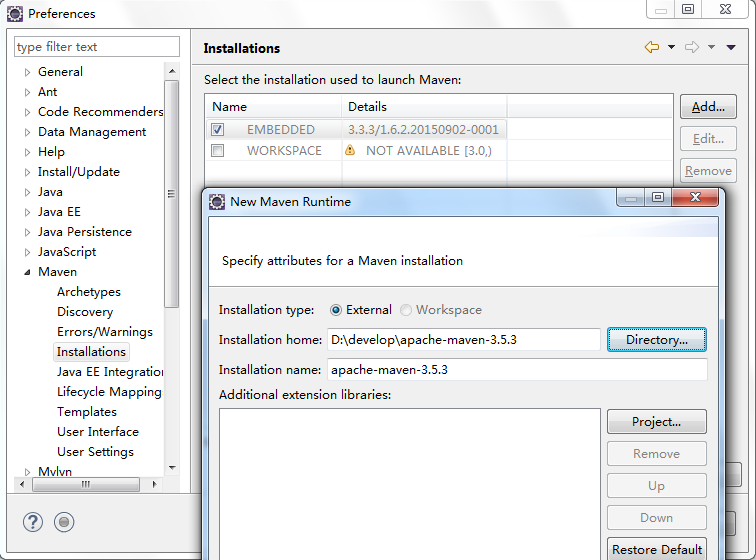 Preferences
type filter text
General
Ant
Code Recommenders
Data Management
Help
Install/Update
Java
Java EE
Java Persistence
JavaScript
Maven
Archetypes
Discovery
Errors/Warnings
Installations
Java EE Integration
Lifecycle Mapping
Templates
User Interface
User Settings
Mylyn
Installations
Select the installation used to launch Maven:
Name Details
EMBEDDED 3.3.3/1.6.2.20150902-0001
WORKSPACE NOT AVAILABLE [3.0,)
Add...
Edit...
Remove
New Maven Runtime
Specify attributes for a Maven installation
Installation type: External Workspace
Installation home: D:\develop\apache-maven-3.5.3 Directory...
Installation name: apache-maven-3.5.3
Additional extension libraries:
Project...
Remove
Up
Down
Restore Default